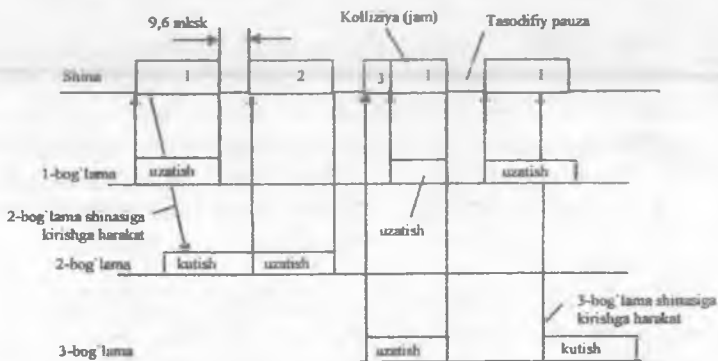 Kolliziya (jam)
9,6 mksk
Tasodifiy pauza
Shina
1
2
3
1
1
1-bog`lama
uzatish
uzatish
uzatish
2-bog`lama shinasiga
kirishga harakat
2-bog`lama
kutish
uzatish
3-bog`lama shinasiga
kirishga harakat
3-bog`lama
uzatish
kutish